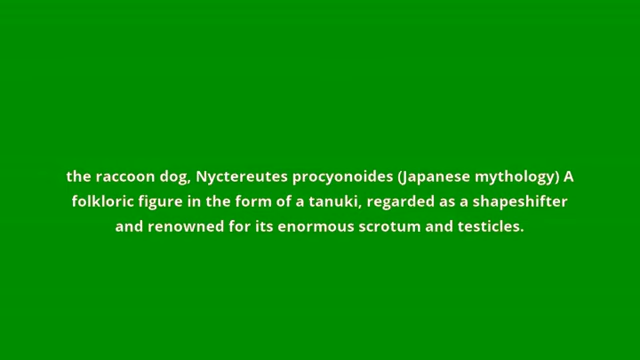 the raccoon dog, Nyctereutes procyonoides (Japanese mythology) A
folkloric figure in the form of a tanuki, regarded as a shapeshifter
and renowned for its enormous scrotum and testicles.